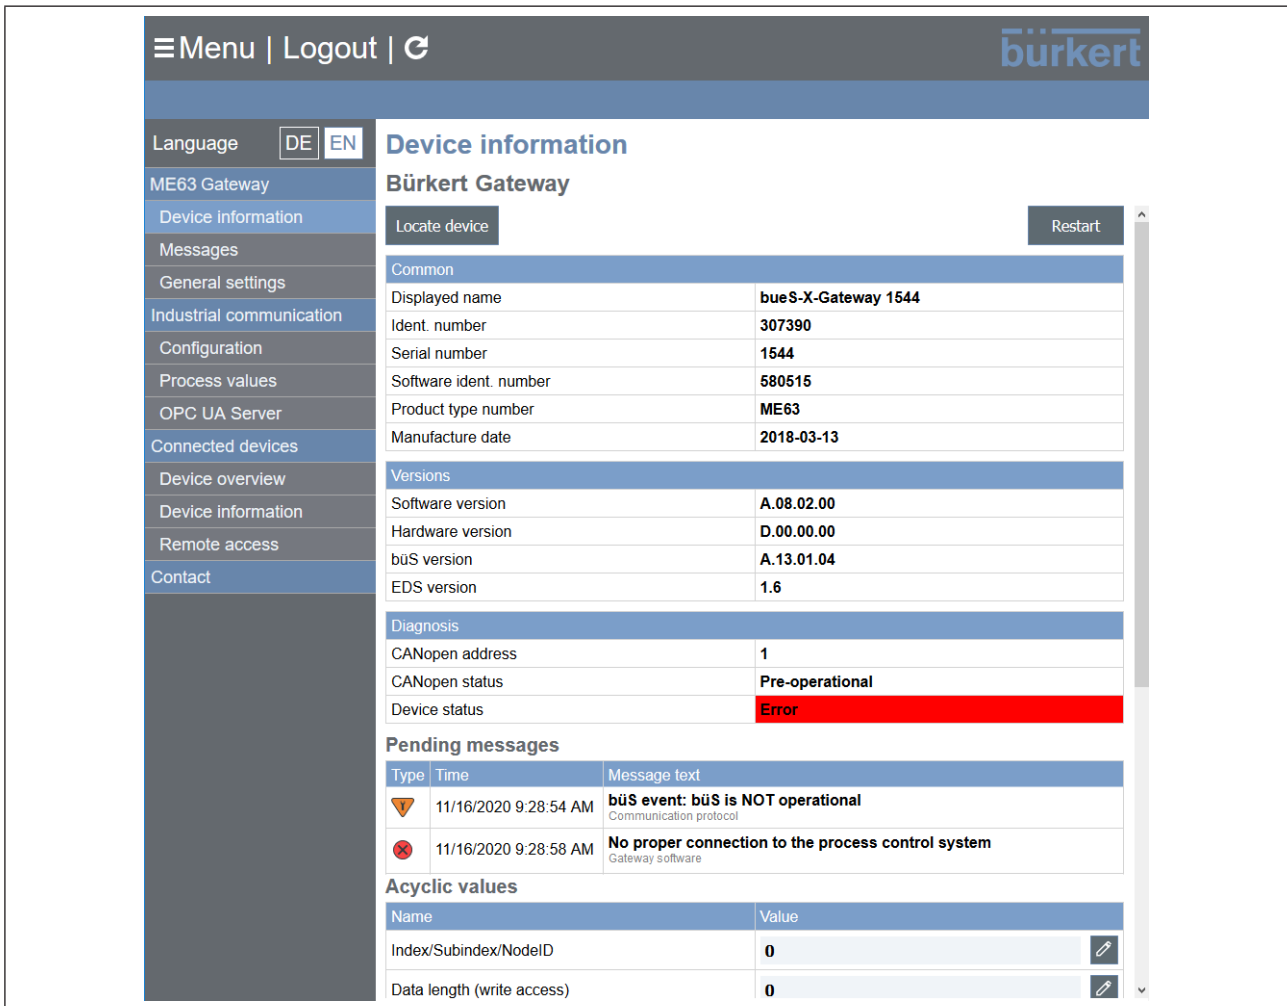 Menu | Logout |
bürkert
Language DE EN
ME63 Gateway
Device information
Messages
General settings
Industrial communication
Configuration
Process values
OPC UA Server
Connected devices
Device overview
Device information
Remote access
Contact
Device information
Bürkert Gateway
Locate device Restart
Common
Displayed name bueS-X-Gateway 1544
Ident. number 307390
Serial number 1544
Software ident. number 580515
Product type number ME63
Manufacture date 2018-03-13
Versions
Software version A.08.02.00
Hardware version D.00.00.00
büS version A.13.01.04
EDS version 1.6
Diagnosis
CANopen address 1
CANopen status Pre-operational
Device status Error
Pending messages
Type Time Message text
11/16/2020 9:28:54 AM büS event: büS is NOT operational
Communication protocol
11/16/2020 9:28:58 AM No proper connection to the process control system
Gateway software
Acyclic values
Name Value
Index/Subindex/NodeID 0
Data length (write access) 0